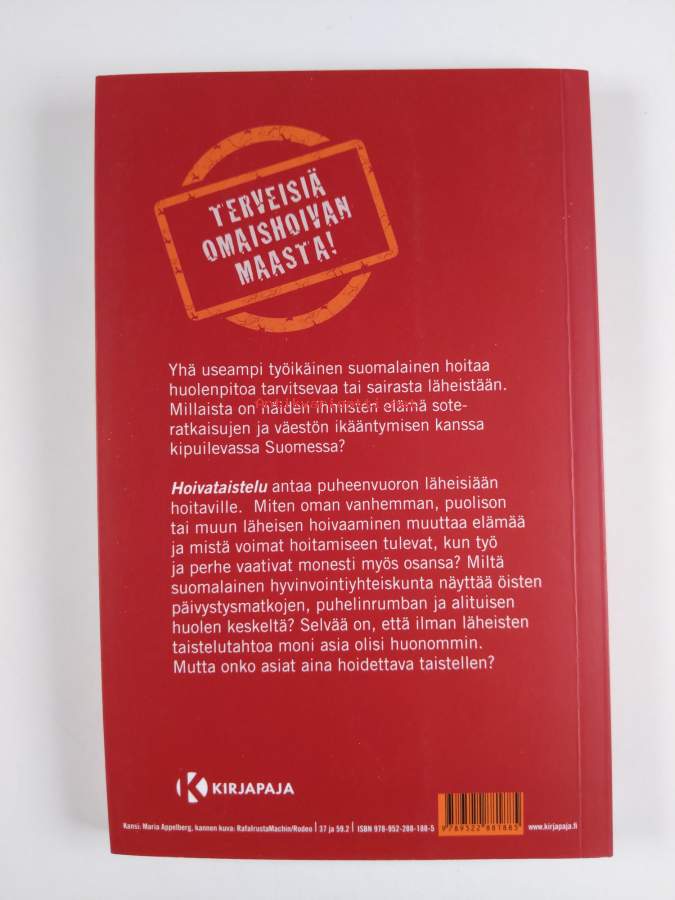 TERVEISIÄ
OMAISHOIVAN
MAASTA!
Yhä useampi työikäinen suomalainen hoitaa
huolenpitoa tarvitsevaa tai sairasta läheistään.
Millaista on näiden ihmisten elämä sote-
ratkaisujen ja väestön ikääntymisen kanssa
kipuilevassa Suomessa?
Hoivataistelu antaa puheenvuoron läheisiään
hoitaville. Miten oman vanhemman, puolison
tai muun läheisen hoivaaminen muuttaa elämää
ja mistä voimat hoitamiseen tulevat, kun työ
ja perhe vaativat monesti myös osansa? Miltä
suomalainen hyvinvointiyhteiskunta näyttää öisten
päivystysmatkojen, puhelinrumban ja alituisen
huolen keskeltä? Selvää on, että ilman läheisten
taistelutahtoa moni asia olisi huonommin.
Mutta onko asiat aina hoidettava taistellen?
KIRJAPAJA
Kansi: Maria Appelberg, kannen kuva: RafalrustaMachin/Rodeo | 37 ja 59.2 | ISBN 978-952-288-188-5
9789522881885
www.kirjapaja.fi